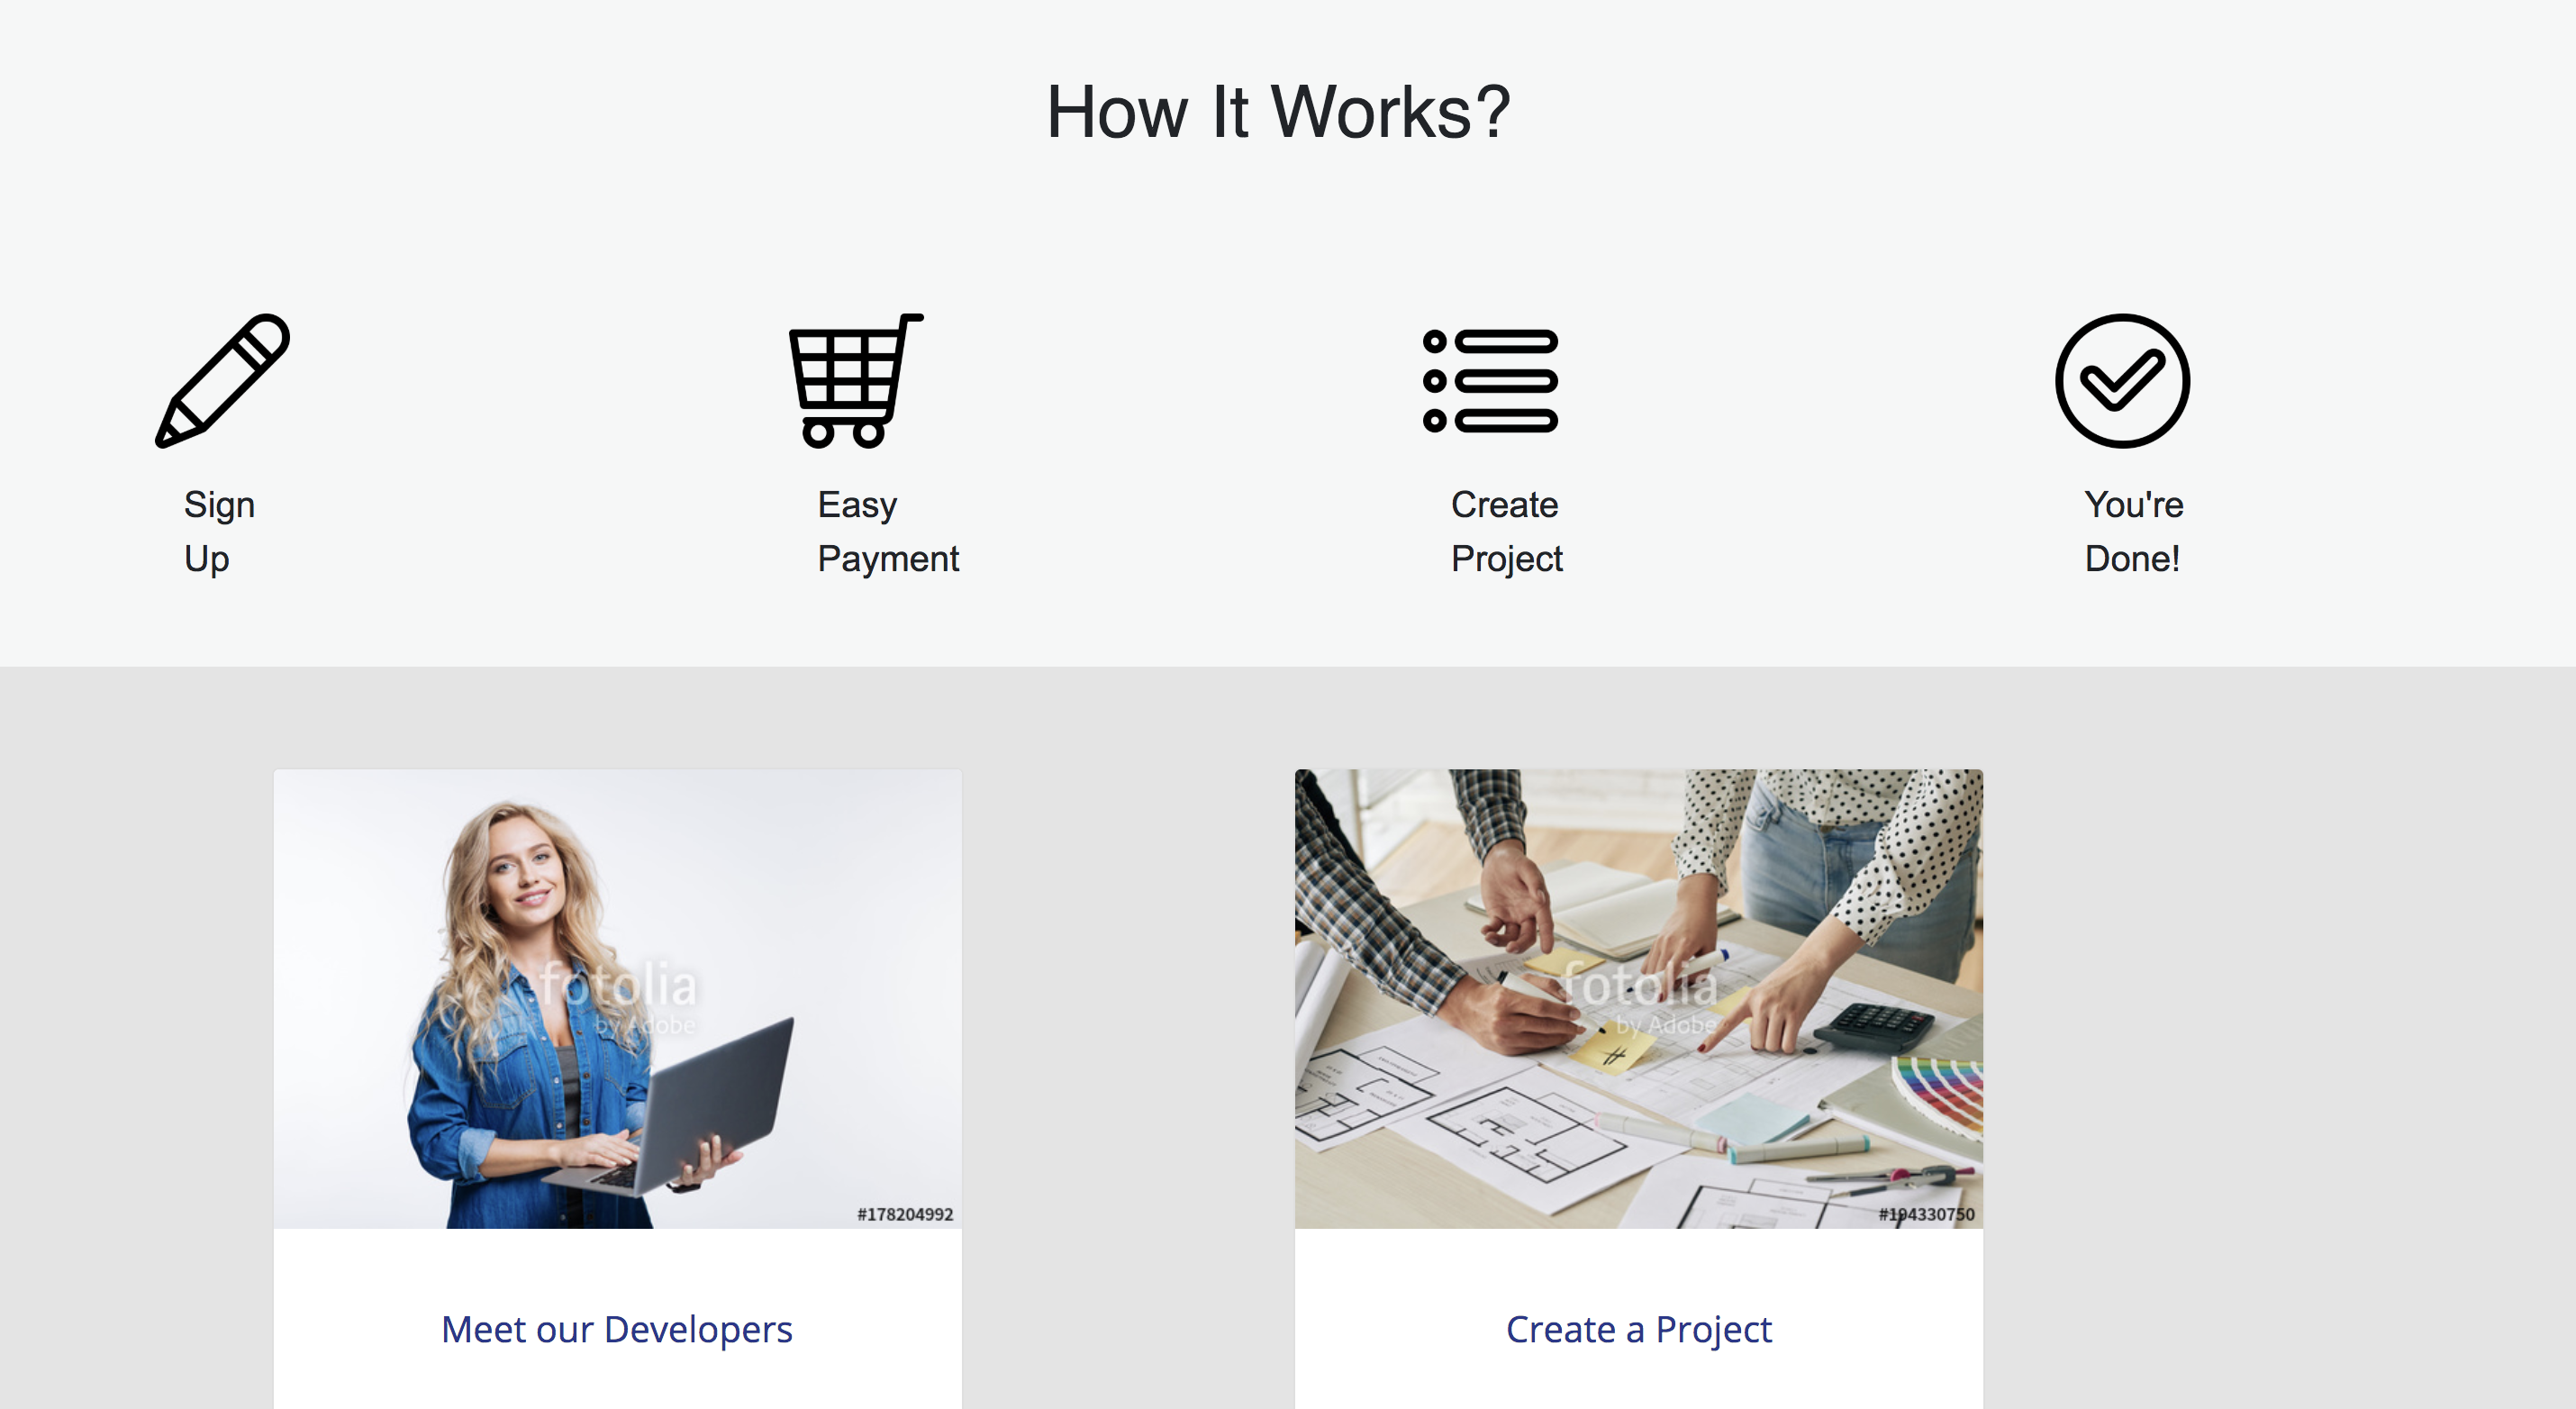 How It Works?
Sign
Up
Easy
Payment
Create
Project
You're
Done!
fotolia
by Adobe
#178204992
fotolia
by Adobe
#194330750
Meet our Developers
Create a Project